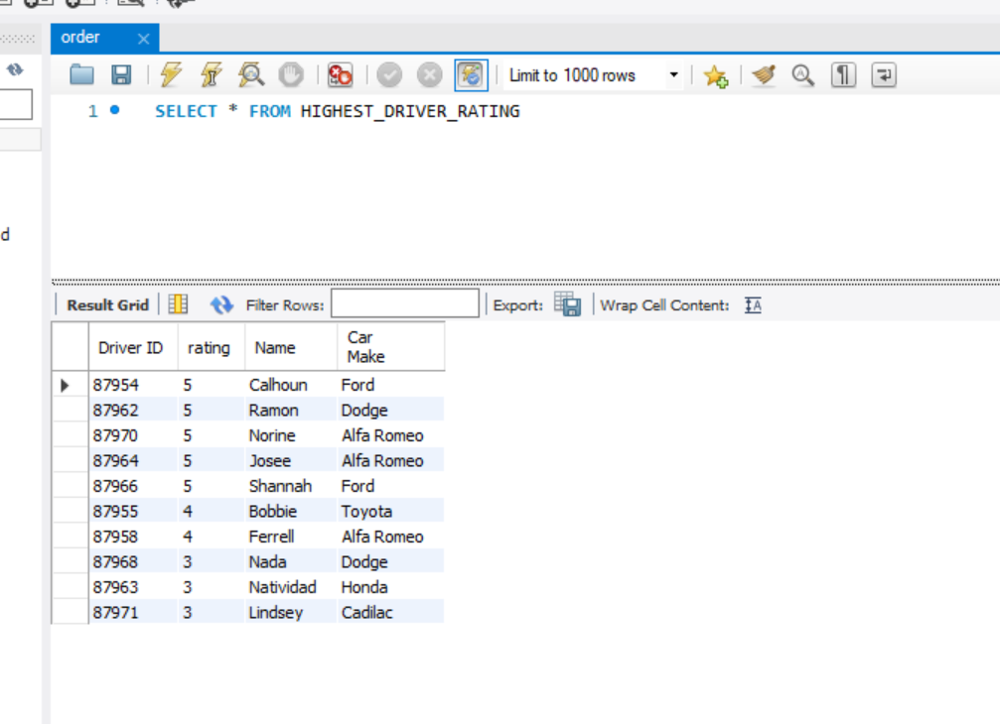 order
Limit to 1000 rows
1 SELECT * FROM HIGHEST_DRIVER_RATING
d
Result Grid Filter Rows: Export: Wrap Cell Content:
Driver ID rating Name Car Make
87954 5 Calhoun Ford
87962 5 Ramon Dodge
87970 5 Norine Alfa Romeo
87964 5 Josee Alfa Romeo
87966 5 Shannah Ford
87955 4 Bobbie Toyota
87958 4 Ferrell Alfa Romeo
87968 3 Nada Dodge
87963 3 Natividad Honda
87971 3 Lindsey Cadilac